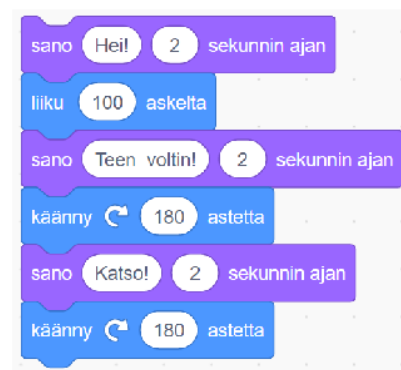 sano Hei! 2 sekunnin ajan
liiku 100 askelta
sano Teen voltin! 2 sekunnin ajan
käänny 180 astetta
sano Katso! 2 sekunnin ajan
käänny 180 astetta